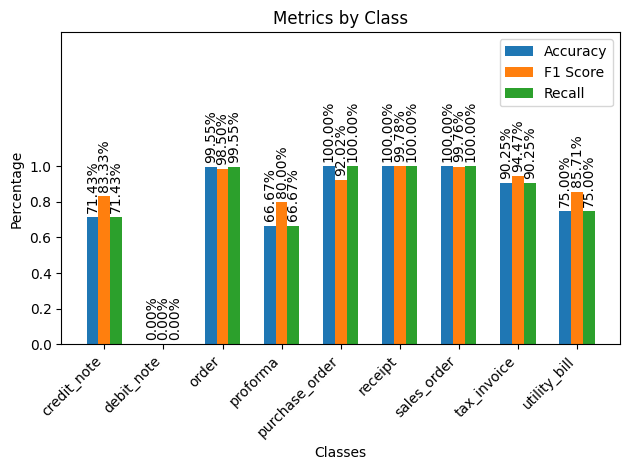 Metrics by Class
Accuracy
F1 Score
Recall
Percentage
1.0
0.8
0.6
0.4
0.2
0.0
71.43%
83.33%
71.43%
0.00%
0.00%
0.00%
99.55%
98.50%
99.55%
66.67%
80.00%
66.67%
100.00%
92.02%
100.00%
100.00%
99.78%
100.00%
100.00%
99.76%
100.00%
90.25%
94.47%
90.25%
75.00%
85.71%
75.00%
credit_note
debit_note
order
proforma
purchase_order
receipt
sales_order
tax_invoice
utility_bill
Classes